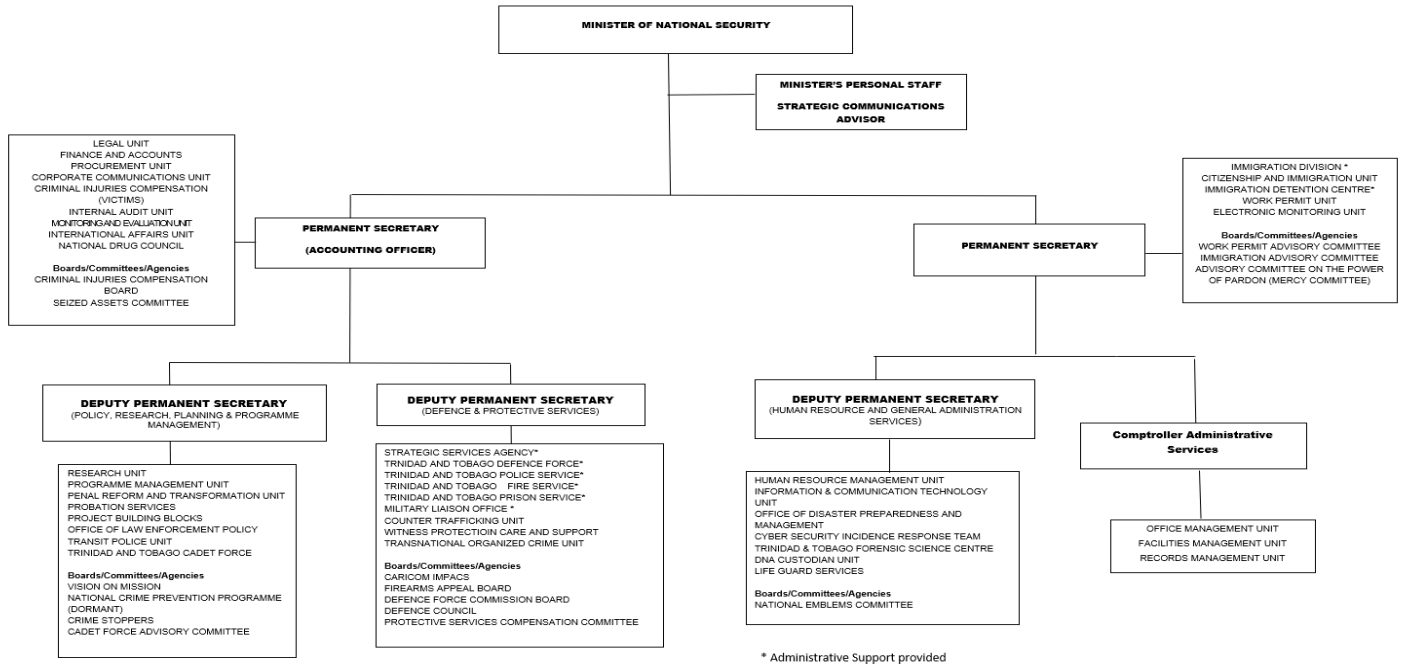 MINISTER OF NATIONAL SECURITY
MINISTER'S PERSONAL STAFF
STRATEGIC COMMUNICATIONS
ADVISOR
LEGAL UNIT
FINANCE AND ACCOUNTS
PROCUREMENT UNIT
CORPORATE COMMUNICATIONS UNIT
CRIMINAL INJURIES COMPENSATION
(VICTIMS)
INTERNAL AUDIT UNIT
MONITORING AND EVALUATION UNIT
INTERNATIONAL AFFAIRS UNIT
NATIONAL DRUG COUNCIL
Boards/Committees/Agencies
CRIMINAL INJURIES COMPENSATION
BOARD
SEIZED ASSETS COMMITTEE
PERMANENT SECRETARY
(ACCOUNTING OFFICER)
PERMANENT SECRETARY
IMMIGRATION DIVISION *
CITIZENSHIP AND IMMIGRATION UNIT
IMMIGRATION DETENTION CENTRE*
WORK PERMIT UNIT
ELECTRONIC MONITORING UNIT
Boards/Committees/Agencies
WORK PERMIT ADVISORY COMMITTEE
IMMIGRATION ADVISORY COMMITTEE
ADVISORY COMMITTEE ON THE POWER
OF PARDON (MERCY COMMITTEE)
DEPUTY PERMANENT SECRETARY
(POLICY, RESEARCH, PLANNING & PROGRAMME
MANAGEMENT)
RESEARCH UNIT
PROGRAMME MANAGEMENT UNIT
PENAL REFORM AND TRANSFORMATION UNIT
PROBATION SERVICES
PROJECT BUILDING BLOCKS
OFFICE OF LAW ENFORCEMENT POLICY
TRANSIT POLICE UNIT
TRINIDAD AND TOBAGO CADET FORCE
Boards/Committees/Agencies
VISION ON MISSION
NATIONAL CRIME PREVENTION PROGRAMME
(DORMANT)
CRIME STOPPERS
CADET FORCE ADVISORY COMMITTEE
DEPUTY PERMANENT SECRETARY
(DEFENCE & PROTECTIVE SERVICES)
STRATEGIC SERVICES AGENCY*
TRNIDAD AND TOBAGO DEFENCE FORCE*
TRINIDAD AND TOBAGO POLICE SERVICE*
TRINIDAD AND TOBAGO FIRE SERVICE*
TRINIDAD AND TOBAGO PRISON SERVICE*
MILITARY LIAISON OFFICE *
COUNTER TRAFFICKING UNIT
WITNESS PROTECTIOIN CARE AND SUPPORT
TRANSNATIONAL ORGANIZED CRIME UNIT
Boards/Committees/Agencies
CARICOM IMPACS
FIREARMS APPEAL BOARD
DEFENCE FORCE COMMISSION BOARD
DEFENCE COUNCIL
PROTECTIVE SERVICES COMPENSATION COMMITTEE
DEPUTY PERMANENT SECRETARY
(HUMAN RESOURCE AND GENERAL ADMINISTRATION
SERVICES)
HUMAN RESOURCE MANAGEMENT UNIT
INFORMATION & COMMUNICATION TECHNOLOGY
UNIT
OFFICE OF DISASTER PREPAREDNESS AND
MANAGEMENT
CYBER SECURITY INCIDENCE RESPONSE TEAM
TRINIDAD & TOBAGO FORENSIC SCIENCE CENTRE
DNA CUSTODIAN UNIT
LIFE GUARD SERVICES
Boards/Committees/Agencies
NATIONAL EMBLEMS COMMITTEE
Comptroller Administrative
Services
OFFICE MANAGEMENT UNIT
FACILITIES MANAGEMENT UNIT
RECORDS MANAGEMENT UNIT
* Administrative Support provided